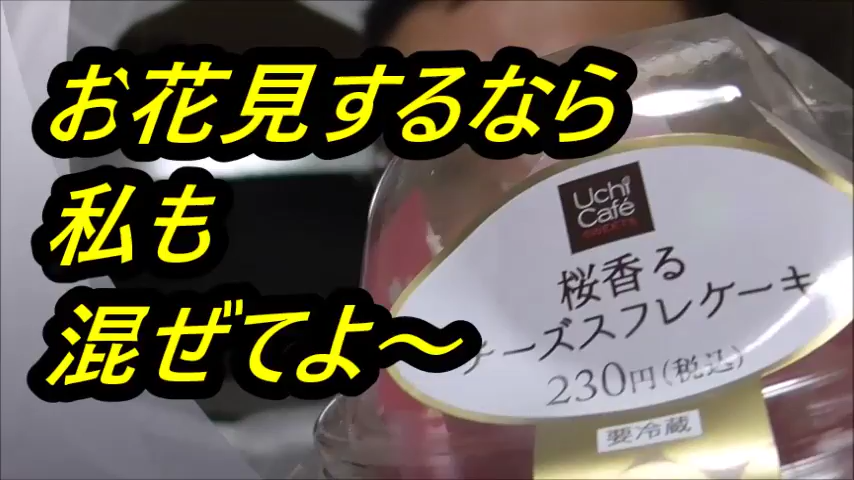 お花見するなら
私も
混ぜてよ～
Uchi
Café
SWEETS
桜香る
チーズスフレケーキ
230円(税込)
要冷蔵